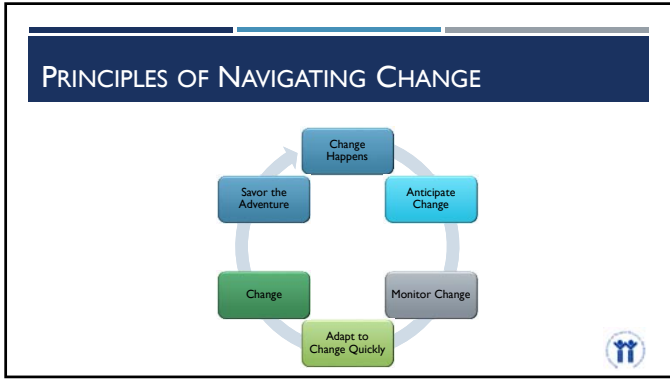 PRINCIPLES OF NAVIGATING CHANGE
Change
Happens
Anticipate
Change
Monitor Change
Adapt to
Change Quickly
Change
Savor the
Adventure